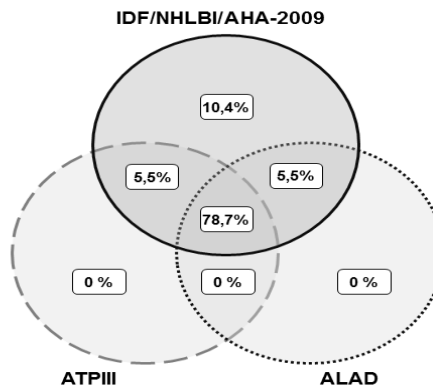 IDF/NHLBI/AHA-2009
10,4%
5,5% 5,5%
78,7%
0 % 0 % 0 %
ATPIII ALAD